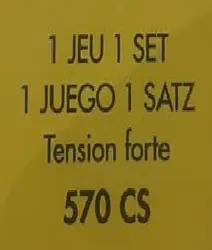 1 JEU 1 SET
1 JUEGO 1 SATZ
Tension forte
570 CS